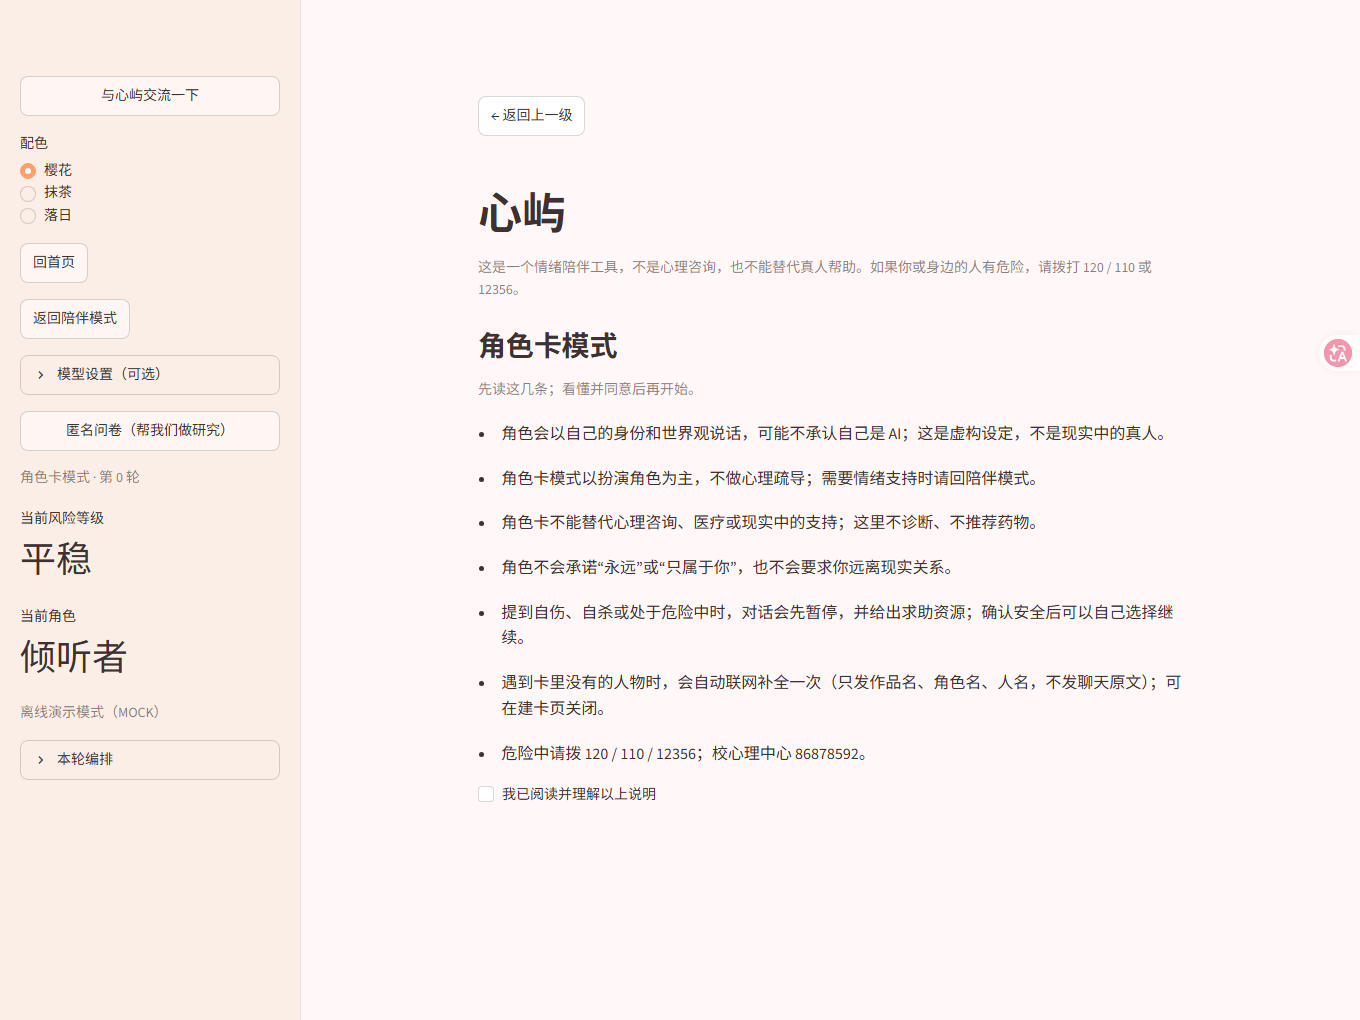 与心屿交流一下
配色
樱花
抹茶
落日
回首页
返回陪伴模式
模型设置（可选）
匿名问卷（帮我们做研究）
角色卡模式 · 第 0 轮
当前风险等级
平稳
当前角色
倾听者
离线演示模式（MOCK）
本轮编排
← 返回上一级
心屿
这是一个情绪陪伴工具，不是心理咨询，也不能替代真人帮助。如果你或身边的人有危险，请拨打 120 / 110 或
12356。
角色卡模式
先读这几条；看懂并同意后再开始。
• 角色会以自己的身份和世界观说话，可能不承认自己是 AI；这是虚构设定，不是现实中的真人。
• 角色卡模式以扮演角色为主，不做心理疏导；需要情绪支持时请回陪伴模式。
• 角色卡不能替代心理咨询、医疗或现实中的支持；这里不诊断、不推荐药物。
• 角色不会承诺“永远”或“只属于你”，也不会要求你远离现实关系。
• 提到自伤、自杀或处于危险中时，对话会先暂停，并给出求助资源；确认安全后可以自己选择继
续。
• 遇到卡里没有的人物时，会自动联网补全一次（只发作品名、角色名、人名，不发聊天原文）；可
在建卡页关闭。
• 危险中请拨 120 / 110 / 12356；校心理中心 86878592。
我已阅读并理解以上说明